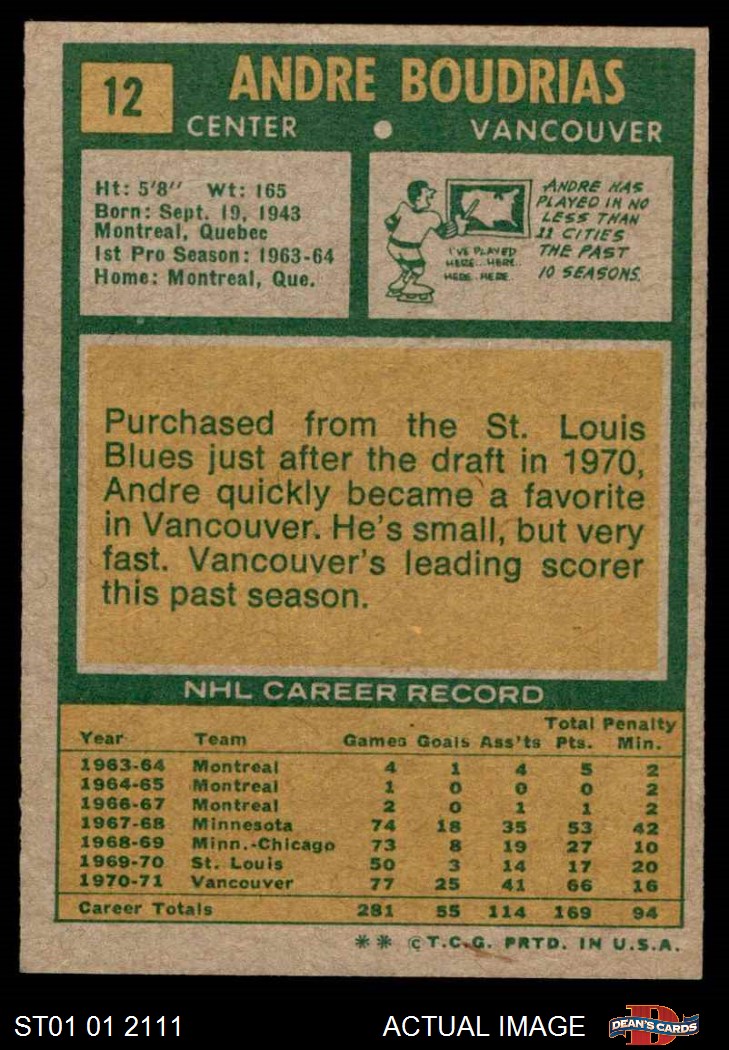 12
ANDRE BOUDRIAS
CENTER • VANCOUVER
Ht: 5'8" Wt: 165
Born: Sept. 19, 1943
Montreal, Quebec
1st Pro Season: 1963-64
Home: Montreal, Que.
I'VE PLAYED
HERE...HERE..
HERE..HERE..
ANDRE HAS
PLAYED IN NO
LESS THAN
11 CITIES
THE PAST
10 SEASONS.
Purchased from the St. Louis
Blues just after the draft in 1970,
Andre quickly became a favorite
in Vancouver. He's small, but very
fast. Vancouver's leading scorer
this past season.
NHL CAREER RECORD
Total Penalty
Year Team Games Goals Ass'ts Pts. Min.
1963-64 Montreal 4 1 4 5 2
1964-65 Montreal 1 0 0 0 2
1966-67 Montreal 2 0 1 1 2
1967-68 Minnesota 74 18 35 53 42
1968-69 Minn.-Chicago 73 8 19 27 10
1969-70 St. Louis 50 3 14 17 20
1970-71 Vancouver 77 25 41 66 16
Career Totals 281 55 114 169 94
** © T.C.G. PRTD. IN U.S.A.
ST01 01 2111
ACTUAL IMAGE
D
DEAN'S CARDS